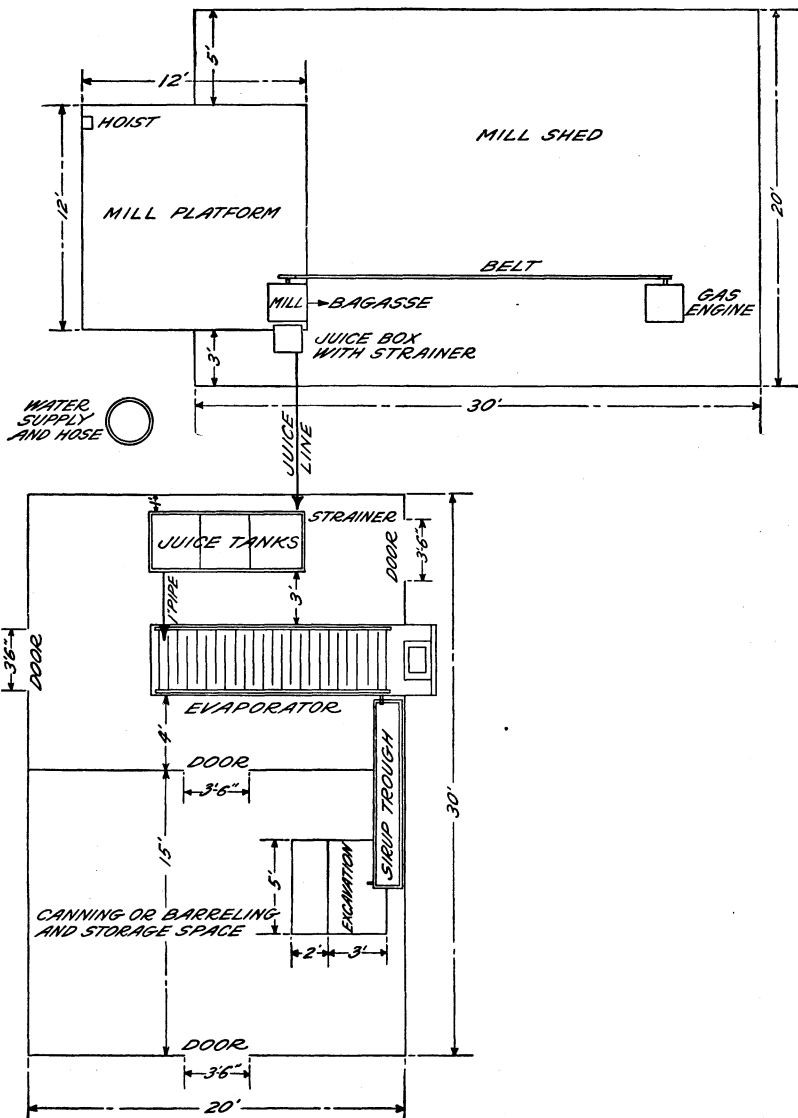 5'
12'
HOIST
MILL SHED
12'
MILL PLATFORM
20'
BELT
MILL
BAGASSE
GAS
ENGINE
JUICE BOX
WITH STRAINER
3'
30'
WATER
SUPPLY
AND HOSE
JUICE
LINE
1'
STRAINER
JUICE TANKS
DOOR
3'6"
1" PIPE
3'
3'6"
DOOR
EVAPORATOR
4'
DOOR
3'-6"
SIRUP TROUGH
30'
15'
5'
EXCAVATION
CANNING OR BARRELING
AND STORAGE SPACE
2'
3'
DOOR
3'6"
20'